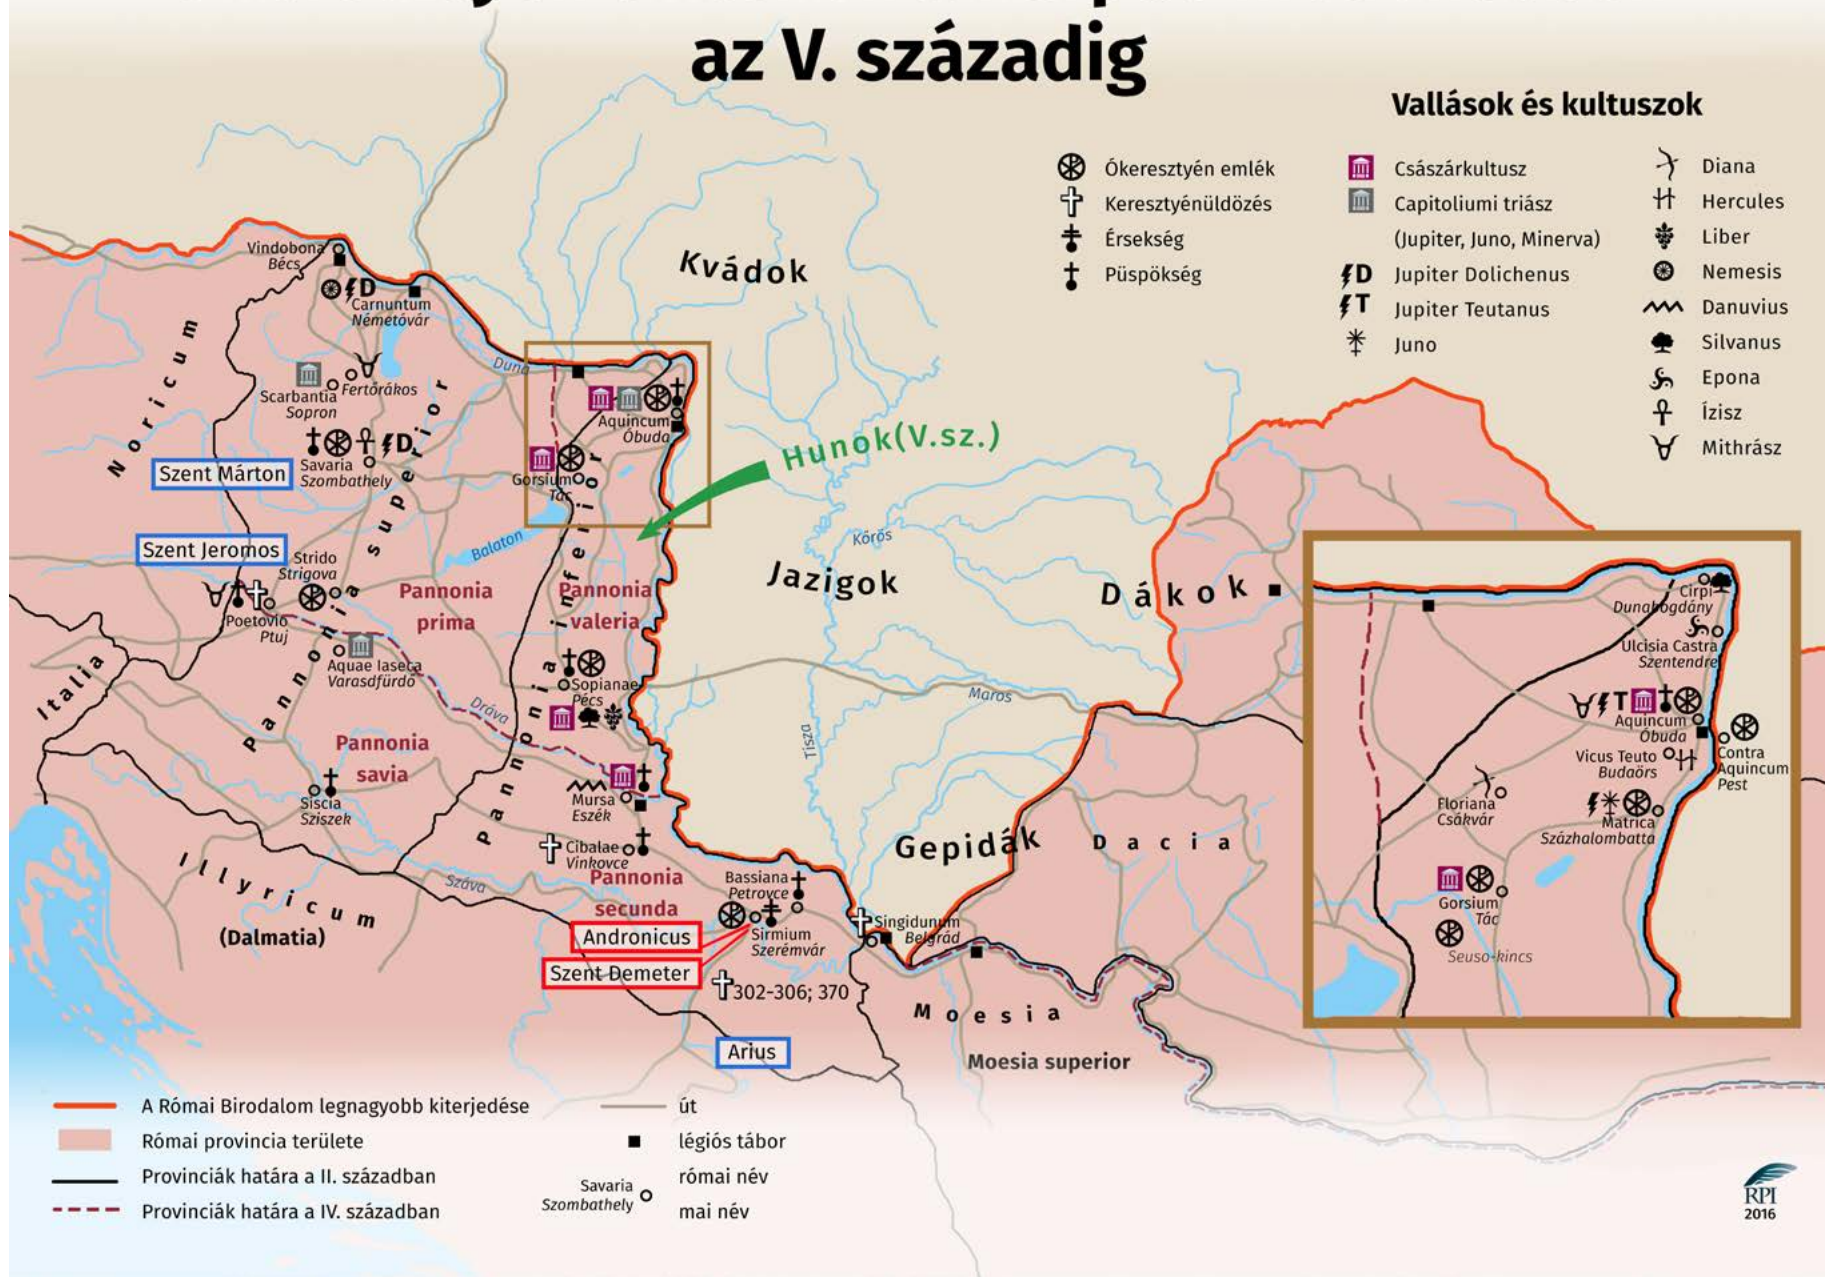 az V. századig
Vallások és kultuszok
Ókeresztyén emlék
Keresztyénüldözés
Érsekség
Püspökség
Császárkultusz
Capitoliumi triász
(Jupiter, Juno, Minerva)
D Jupiter Dolichenus
T Jupiter Teutanus
Juno
Diana
Hercules
Liber
Nemesis
Danuvius
Silvanus
Epona
Ízisz
Mithrász
Kvádok
Vindobona
Bécs
D
Carnuntum
Németóvár
Noricum
Duna
Scarbantia
Sopron
Fertőrákos
Aquincum
Óbuda
Hunok(V.sz.)
D
Savaria
Szombathely
Szent Márton
Gorsium
Tác
Pannonia superior
Pannonia infeiior
Szent Jeromos
Strido
Strigova
Balaton
Körös
Jazigok
Dákok
Pannonia
prima
Pannonia
valeria
Poetovio
Ptuj
Aquae Iaseca
Varasdfürdő
Italia
Sopianae
Pécs
Dráva
Maros
Tisza
Pannonia
savia
Siscia
Sziszek
Mursa
Eszék
Cibalae
Vinkovce
Gepidák
Dacia
Illyricum
(Dalmatia)
Száva
Pannonia
secunda
Bassiana
Petrovce
Andronicus
Sirmium
Szerémvár
Singidunum
Belgrád
Szent Demeter
302-306; 370
Moesia
Arius
Moesia superior
Cirpi
Dunabogdány
Ulcisia Castra
Szentendre
T
Aquincum
Óbuda
Contra
Aquincum
Pest
Vicus Teuto
Budaörs
Floriana
Csákvár
Matrica
Százhalombatta
Gorsium
Tác
Seuso-kincs
A Római Birodalom legnagyobb kiterjedése
Római provincia területe
Provinciák határa a II. században
Provinciák határa a IV. században
út
légiós tábor
Savaria
Szombathely
római név
mai név
RPI
2016